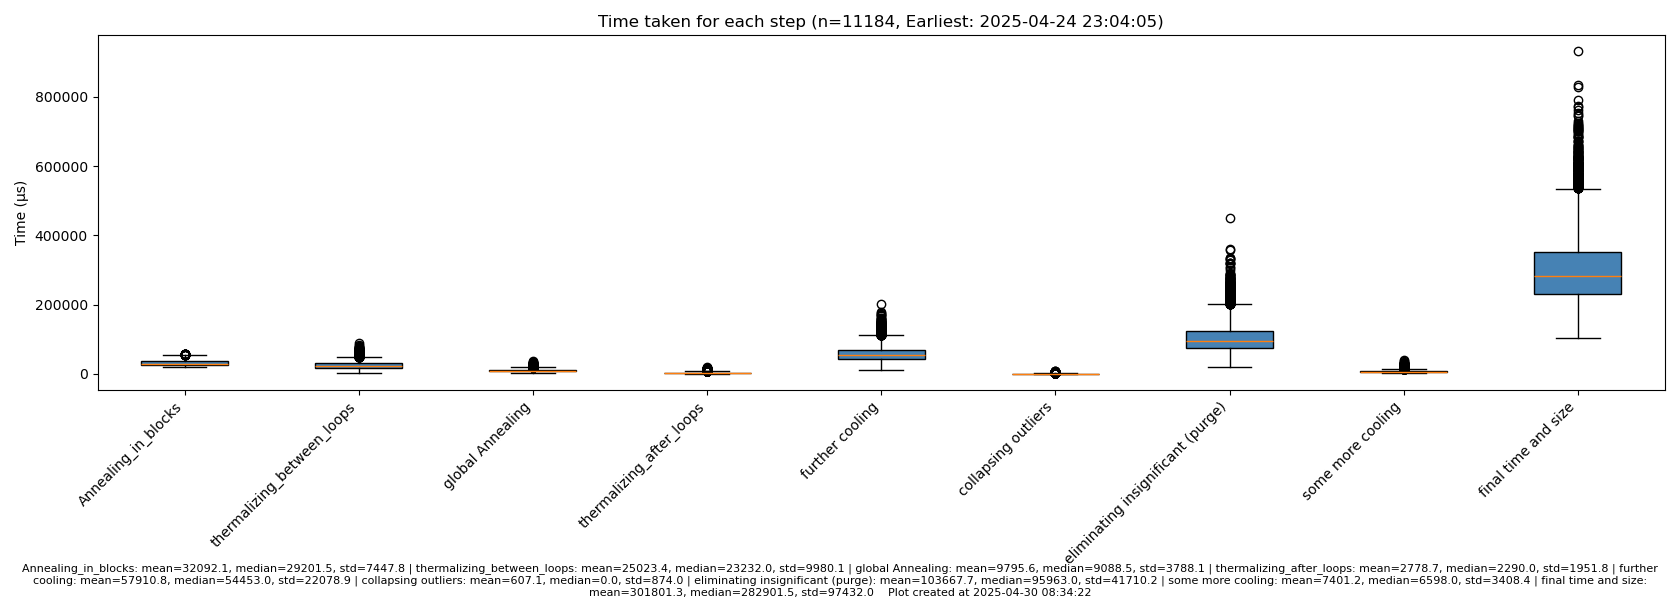 Time taken for each step (n=11184, Earliest: 2025-04-24 23:04:05)
Time (µs)
800000
600000
400000
200000
0
Annealing_in_blocks
thermalizing_between_loops
global Annealing
thermalizing_after_loops
further cooling
collapsing outliers
eliminating insignificant (purge)
some more cooling
final time and size
Annealing_in_blocks: mean=32092.1, median=29201.5, std=7447.8 | thermalizing_between_loops: mean=25023.4, median=23232.0, std=9980.1 | global Annealing: mean=9795.6, median=9088.5, std=3788.1 | thermalizing_after_loops: mean=2778.7, median=2290.0, std=1951.8 | further
cooling: mean=57910.8, median=54453.0, std=22078.9 | collapsing outliers: mean=607.1, median=0.0, std=874.0 | eliminating insignificant (purge): mean=103667.7, median=95963.0, std=41710.2 | some more cooling: mean=7401.2, median=6598.0, std=3408.4 | final time and size:
mean=301801.3, median=282901.5, std=97432.0    Plot created at 2025-04-30 08:34:22